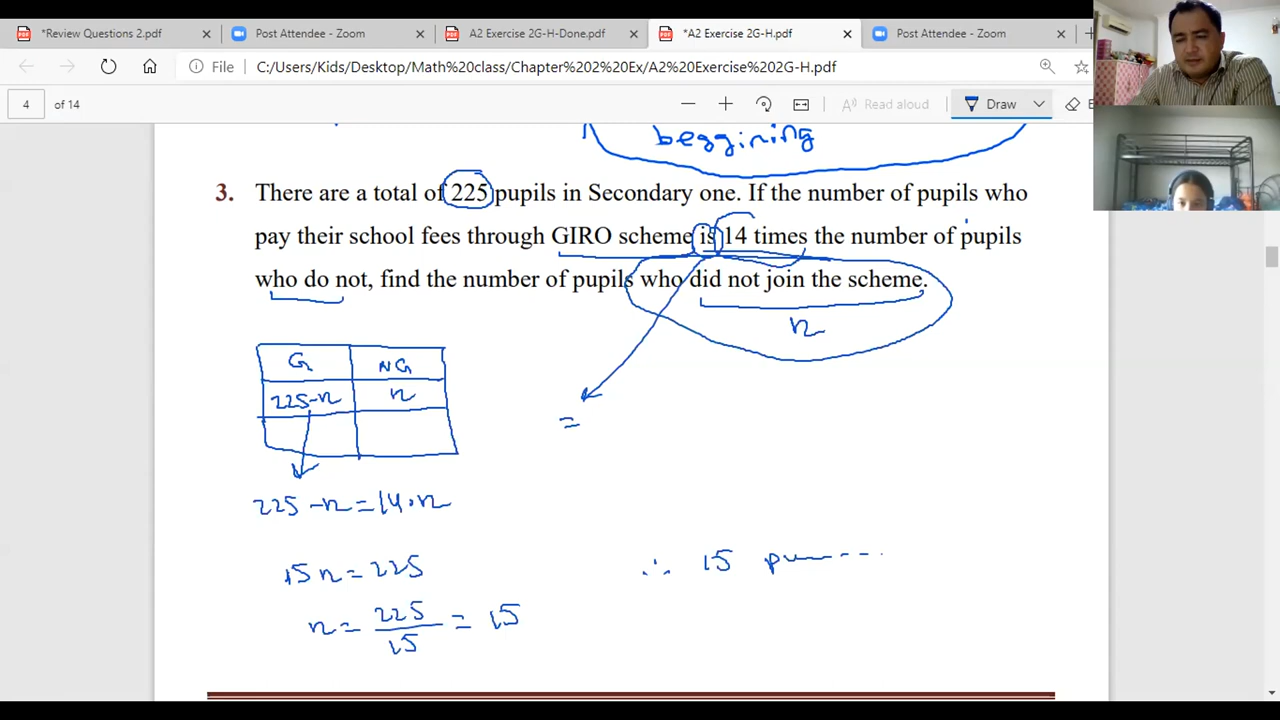 *Review Questions 2.pdf
Post Attendee - Zoom
A2 Exercise 2G-H-Done.pdf
*A2 Exercise 2G-H.pdf
Post Attendee - Zoom
File
C:/Users/Kids/Desktop/Math%20class/Chapter%202%20Ex/A2%20Exercise%202G-H.pdf
4 of 14
Read aloud
Draw
beggining
3. There are a total of 225 pupils in Secondary one. If the number of pupils who
pay their school fees through GIRO scheme is 14 times the number of pupils
who do not, find the number of pupils who did not join the scheme.
n
G NG
225-n n
=
225 -n = 14·n
15n = 225
∴ 15
n = 225/15 = 15